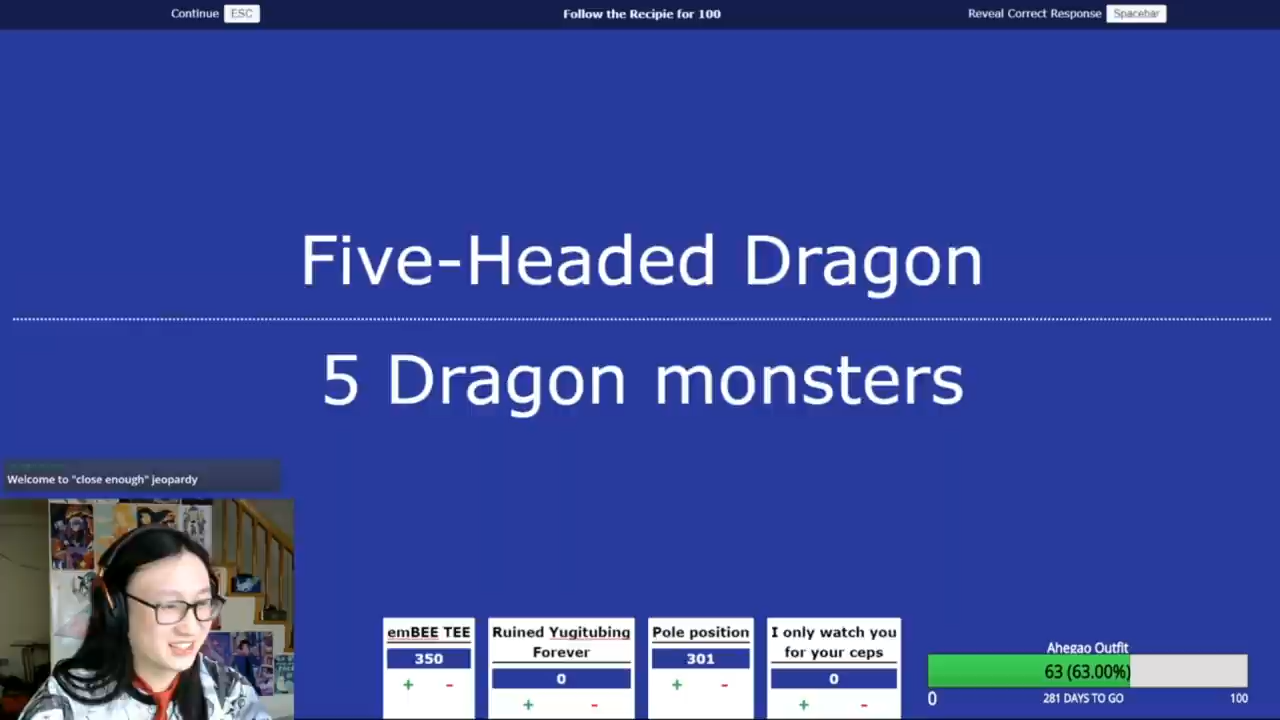 Continue ESC
Follow the Recipie for 100
Reveal Correct Response Spacebar
Five-Headed Dragon
5 Dragon monsters
Welcome to "close enough" jeopardy
emBEE TEE
350
+ -
Ruined Yugitubing
Forever
0
+ -
Pole position
301
+ -
I only watch you
for your ceps
0
+ -
Ahegao Outfit
63 (63.00%)
0
281 DAYS TO GO
100